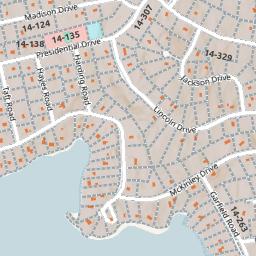 Madison Drive
14-124
14-307
14-135
14-138
Presidential Drive
14-329
Jackson Drive
Hayes Road
Harding Road
Taft Road
Lincoln Drive
McKinley Drive
Garfield Road
14-263